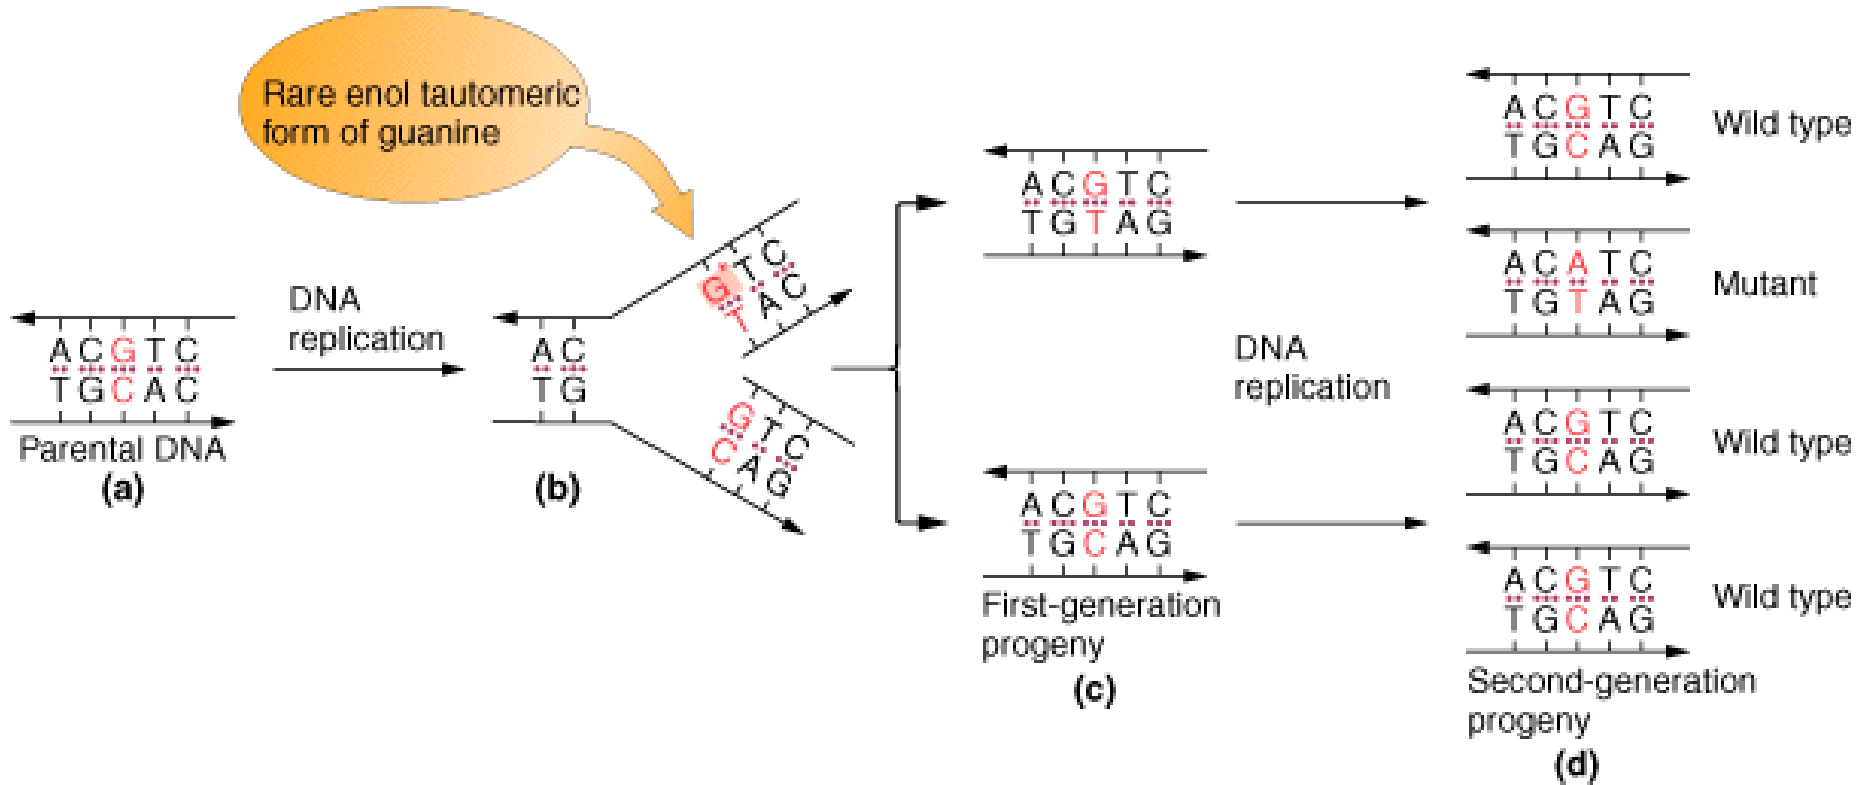 Rare enol tautomeric
form of guanine
A C G T C
T G C A C
Parental DNA
(a)
DNA
replication
A C
T G
G T C
T A C
G T C
C A G
(b)
A C G T C
T G T A G
A C G T C
T G C A G
First-generation
progeny
(c)
DNA
replication
A C G T C
T G C A G
Wild type
A C A T C
T G T A G
Mutant
A C G T C
T G C A G
Wild type
A C G T C
T G C A G
Wild type
Second-generation
progeny
(d)